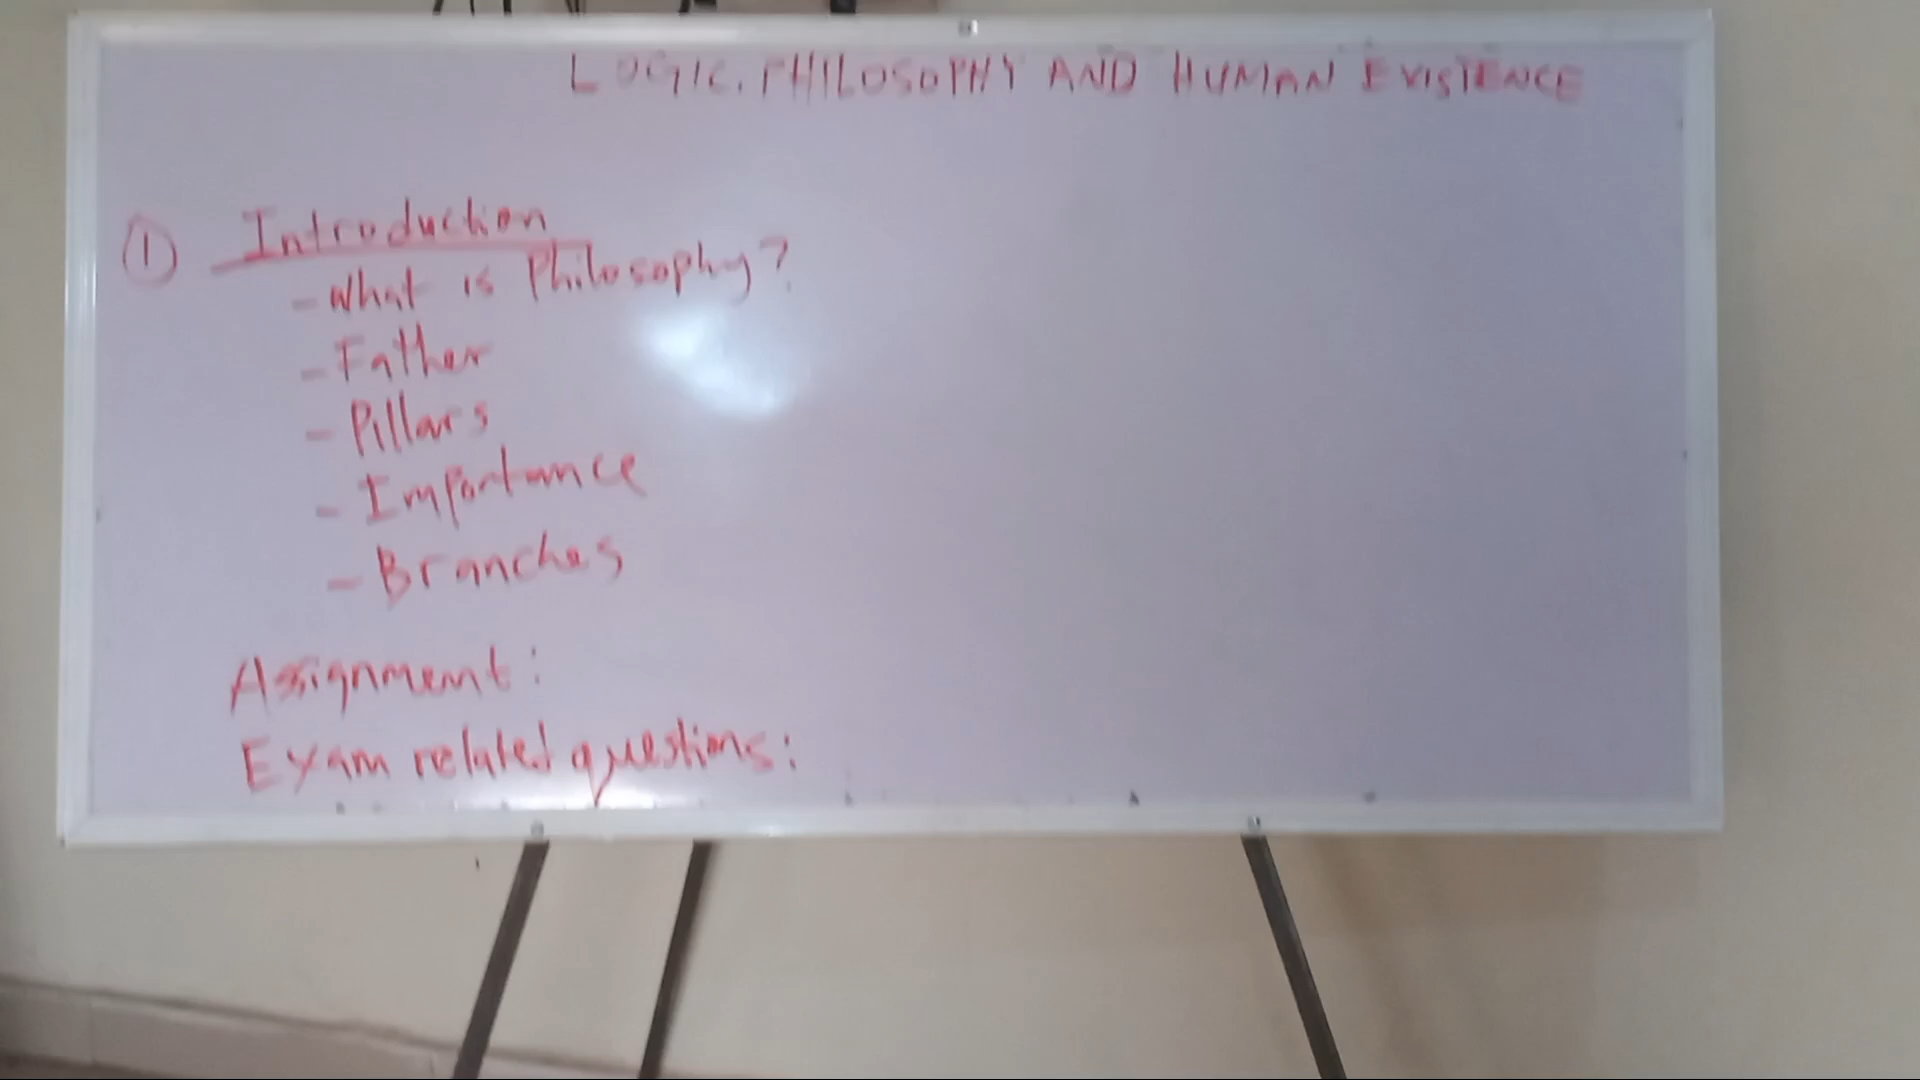 LOGIC, PHILOSOPHY AND HUMAN EXISTENCE
① Introduction
- What is Philosophy?
- Father
- Pillars
- Importance
- Branches
Assignment:
Exam related questions: